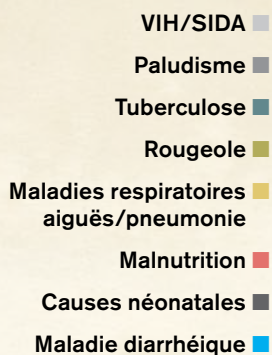 VIH/SIDA
Paludisme
Tuberculose
Rougeole
Maladies respiratoires
aiguës/pneumonie
Malnutrition
Causes néonatales
Maladie diarrhéique